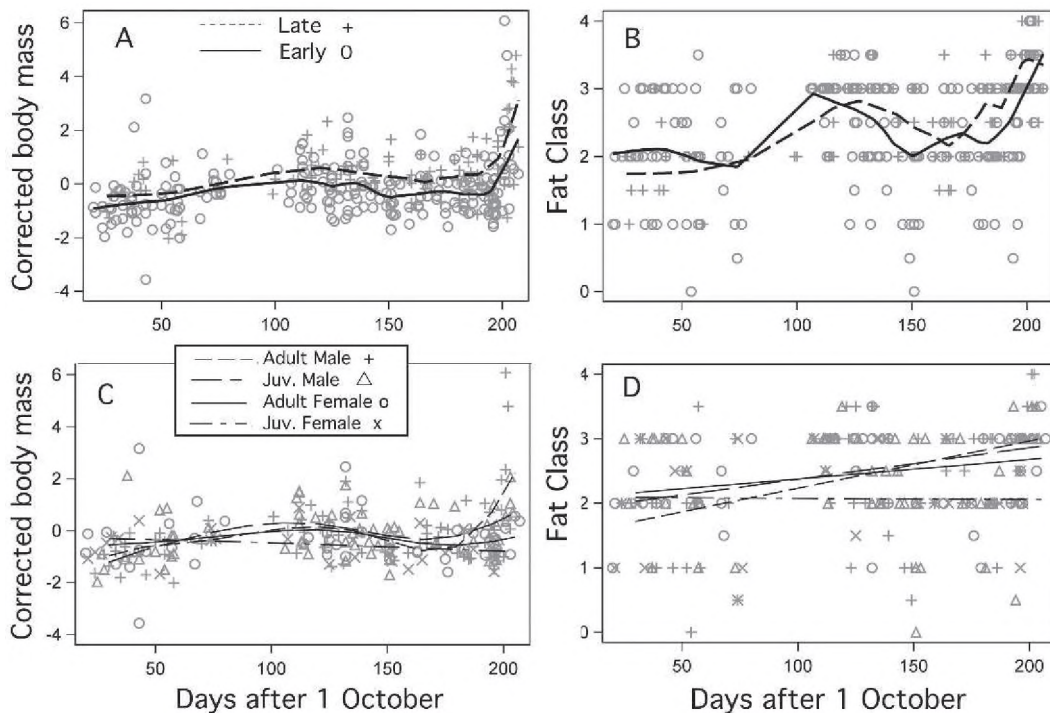 A
Late +
Early O
Corrected body mass
6
4
2
0
-2
-4
50
100
150
200
B
Fat Class
4
3
2
1
0
50
100
150
200
C
Adult Male +
Juv. Male △
Adult Female o
Juv. Female x
Corrected body mass
6
4
2
0
-2
-4
50
100
150
200
Days after 1 October
D
Fat Class
4
3
2
1
0
50
100
150
200
Days after 1 October